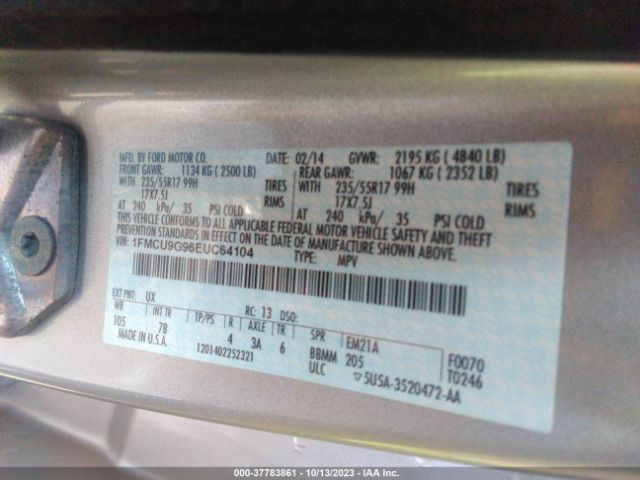 MFD. BY FORD MOTOR CO.
DATE: 02/14 GVWR: 2195 KG ( 4840 LB)
FRONT GAWR: 1134 KG ( 2500 LB) REAR GAWR: 1067 KG ( 2352 LB)
WITH 235/55R17 99H TIRES WITH 235/55R17 99H TIRES
17X7.5J RIMS 17X7.5J RIMS
AT 240 kPa/ 35 PSI COLD AT 240 kPa/ 35 PSI COLD
THIS VEHICLE CONFORMS TO ALL APPLICABLE FEDERAL MOTOR VEHICLE SAFETY AND THEFT
PREVENTION STANDARDS IN EFFECT ON THE DATE OF MANUFACTURE SHOWN ABOVE.
VIN: 1FMCU9G96EUC64104 TYPE: MPV
EXT PNT: UX RC: 13 DSO:
WB INT TR TP/PS R AXLE TR SPR EM21A F0070
105 7B 4 3A 6 BBMM 205 T0246
MADE IN U.S.A. 1201402252321 ULC ▽5U5A-3520472-AA
000-37783861 | 10/13/2023 | IAA Inc.